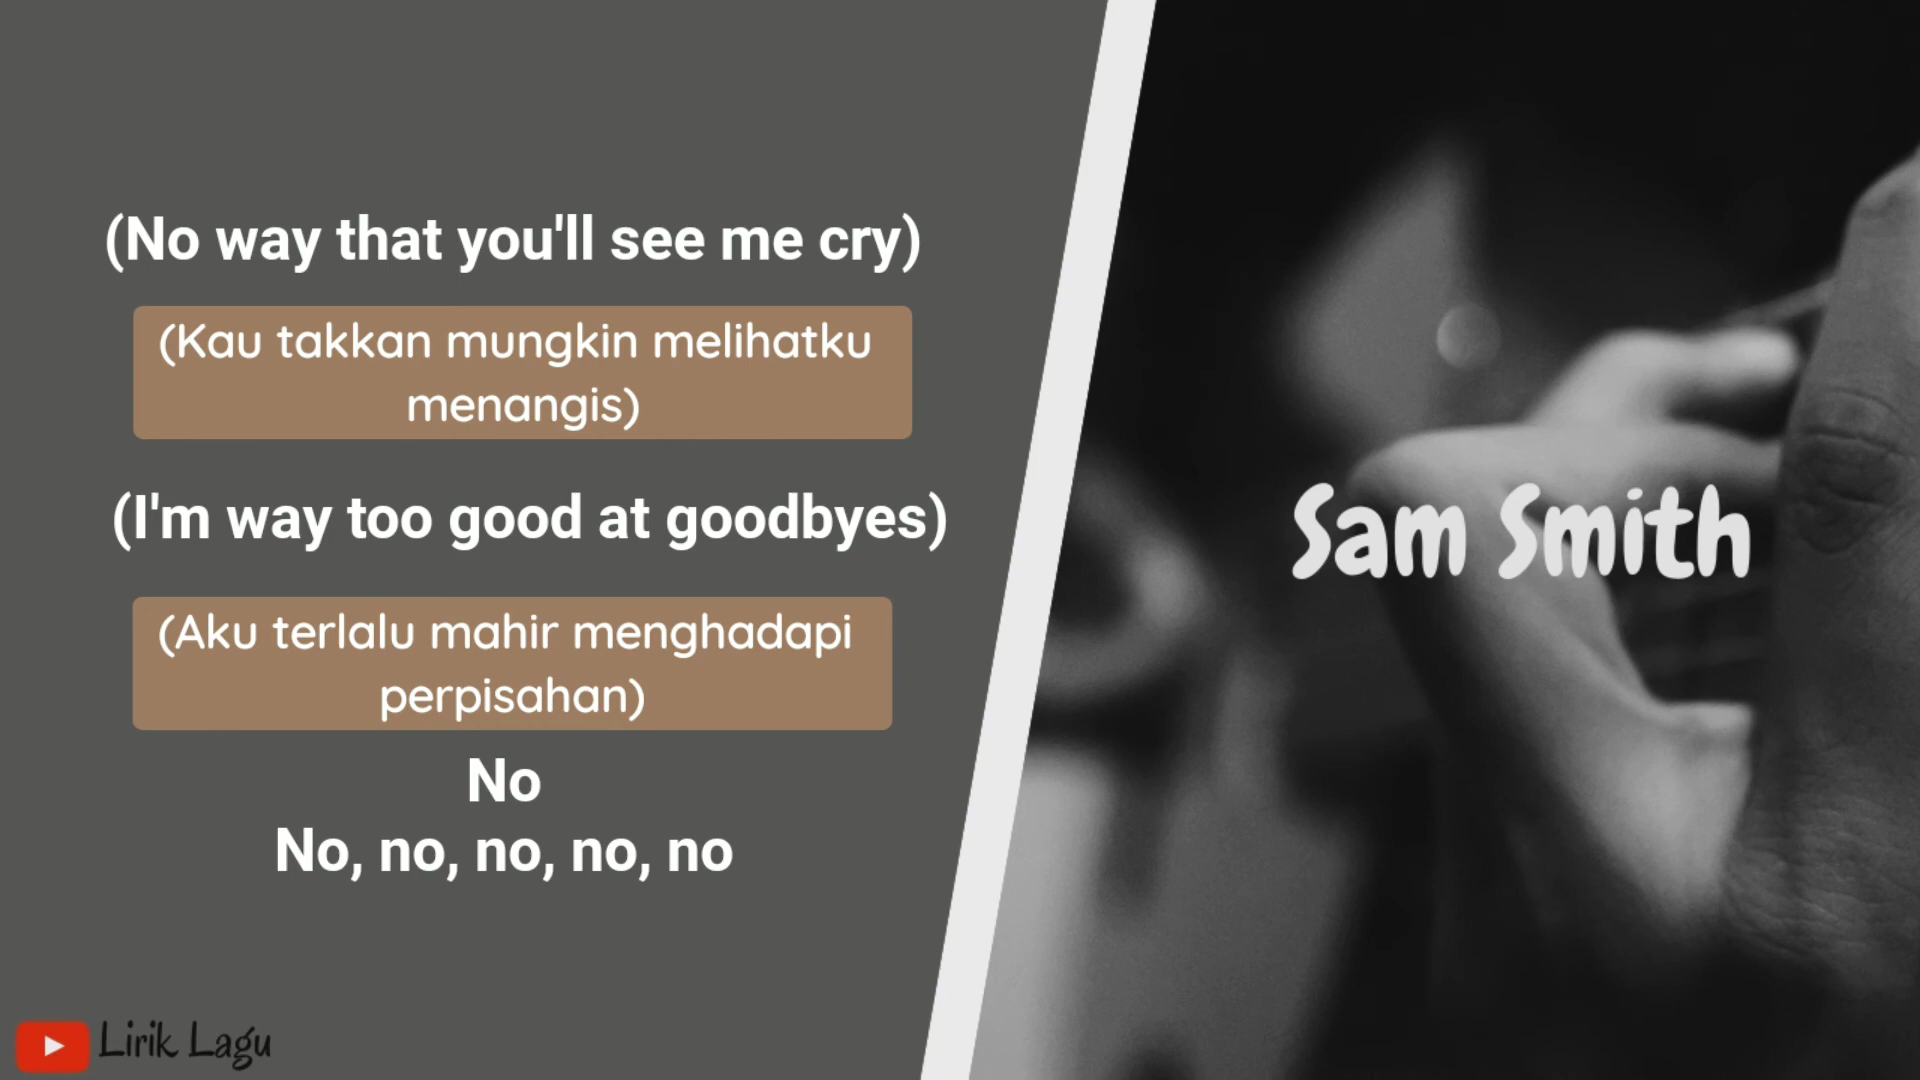 (No way that you'll see me cry)
(Kau takkan mungkin melihatku
menangis)
(I'm way too good at goodbyes)
(Aku terlalu mahir menghadapi
perpisahan)
No
No, no, no, no, no
Sam Smith
Lirik Lagu